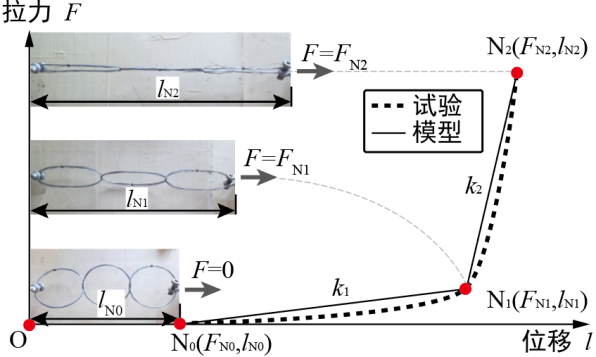 拉力 F
F=FN2
N2(FN2,lN2)
lN2
试验
模型
F=FN1
k2
lN1
F=0
k1
N1(FN1,lN1)
lN0
O
N0(FN0,lN0)
位移 l